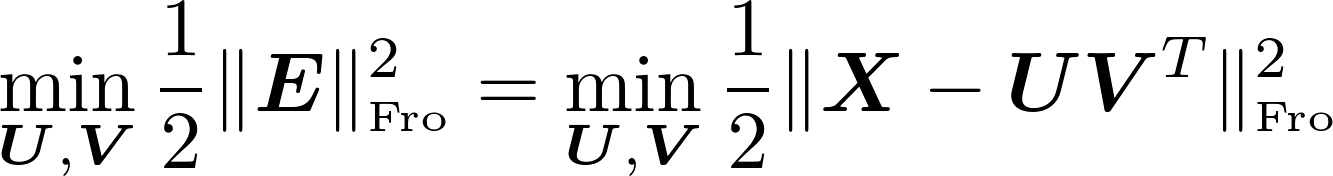 min_{U,V} 1/2 ‖E‖²_Fro = min_{U,V} 1/2 ‖X − UV^T‖²_Fro